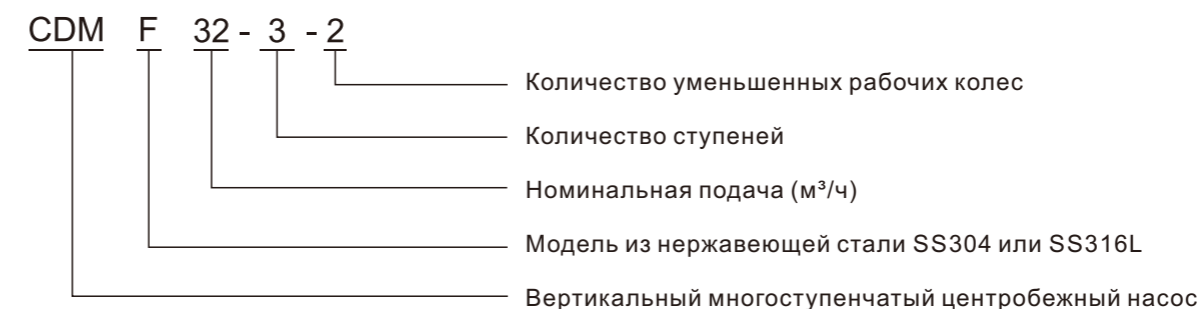 CDM F 32 - 3 - 2
Количество уменьшенных рабочих колес
Количество ступеней
Номинальная подача (м³/ч)
Модель из нержавеющей стали SS304 или SS316L
Вертикальный многоступенчатый центробежный насос